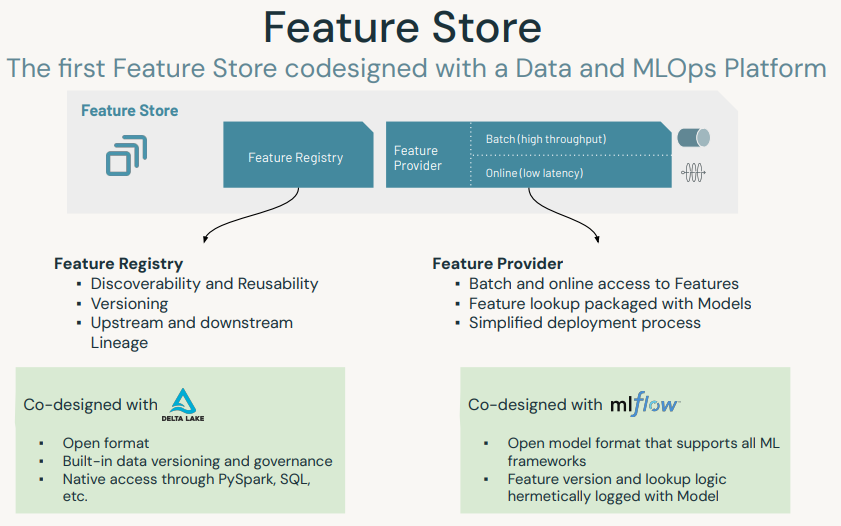 Feature Store
The first Feature Store codesigned with a Data and MLOps Platform
Feature Store
Feature Registry
Feature
Provider
Batch (high throughput)
Online (low latency)
Feature Registry
▪ Discoverability and Reusability
▪ Versioning
▪ Upstream and downstream
Lineage
Feature Provider
▪ Batch and online access to Features
▪ Feature lookup packaged with Models
▪ Simplified deployment process
Co-designed with DELTA LAKE
▪ Open format
▪ Built-in data versioning and governance
▪ Native access through PySpark, SQL,
etc.
Co-designed with mlflow™
▪ Open model format that supports all ML
frameworks
▪ Feature version and lookup logic
hermetically logged with Model